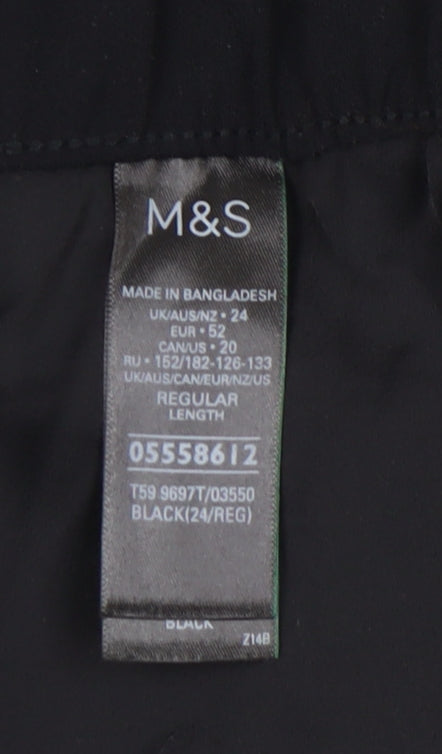 M&S
MADE IN BANGLADESH
UK/AUS/NZ • 24
EUR • 52
CAN/US • 20
RU • 152/182-126-133
UK/AUS/CAN/EUR/NZ/US
REGULAR
LENGTH
05558612
T59 9697T/03550
BLACK(24/REG)
BLACK
Z14B